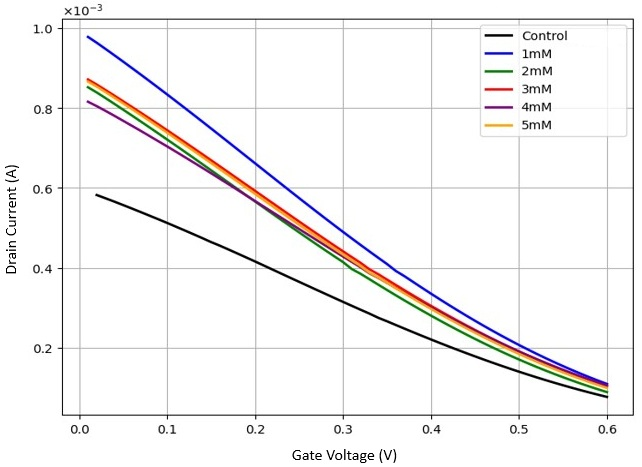 ×10⁻³
1.0
0.8
0.6
0.4
0.2
Drain Current (A)
Control
1mM
2mM
3mM
4mM
5mM
0.0 0.1 0.2 0.3 0.4 0.5 0.6
Gate Voltage (V)